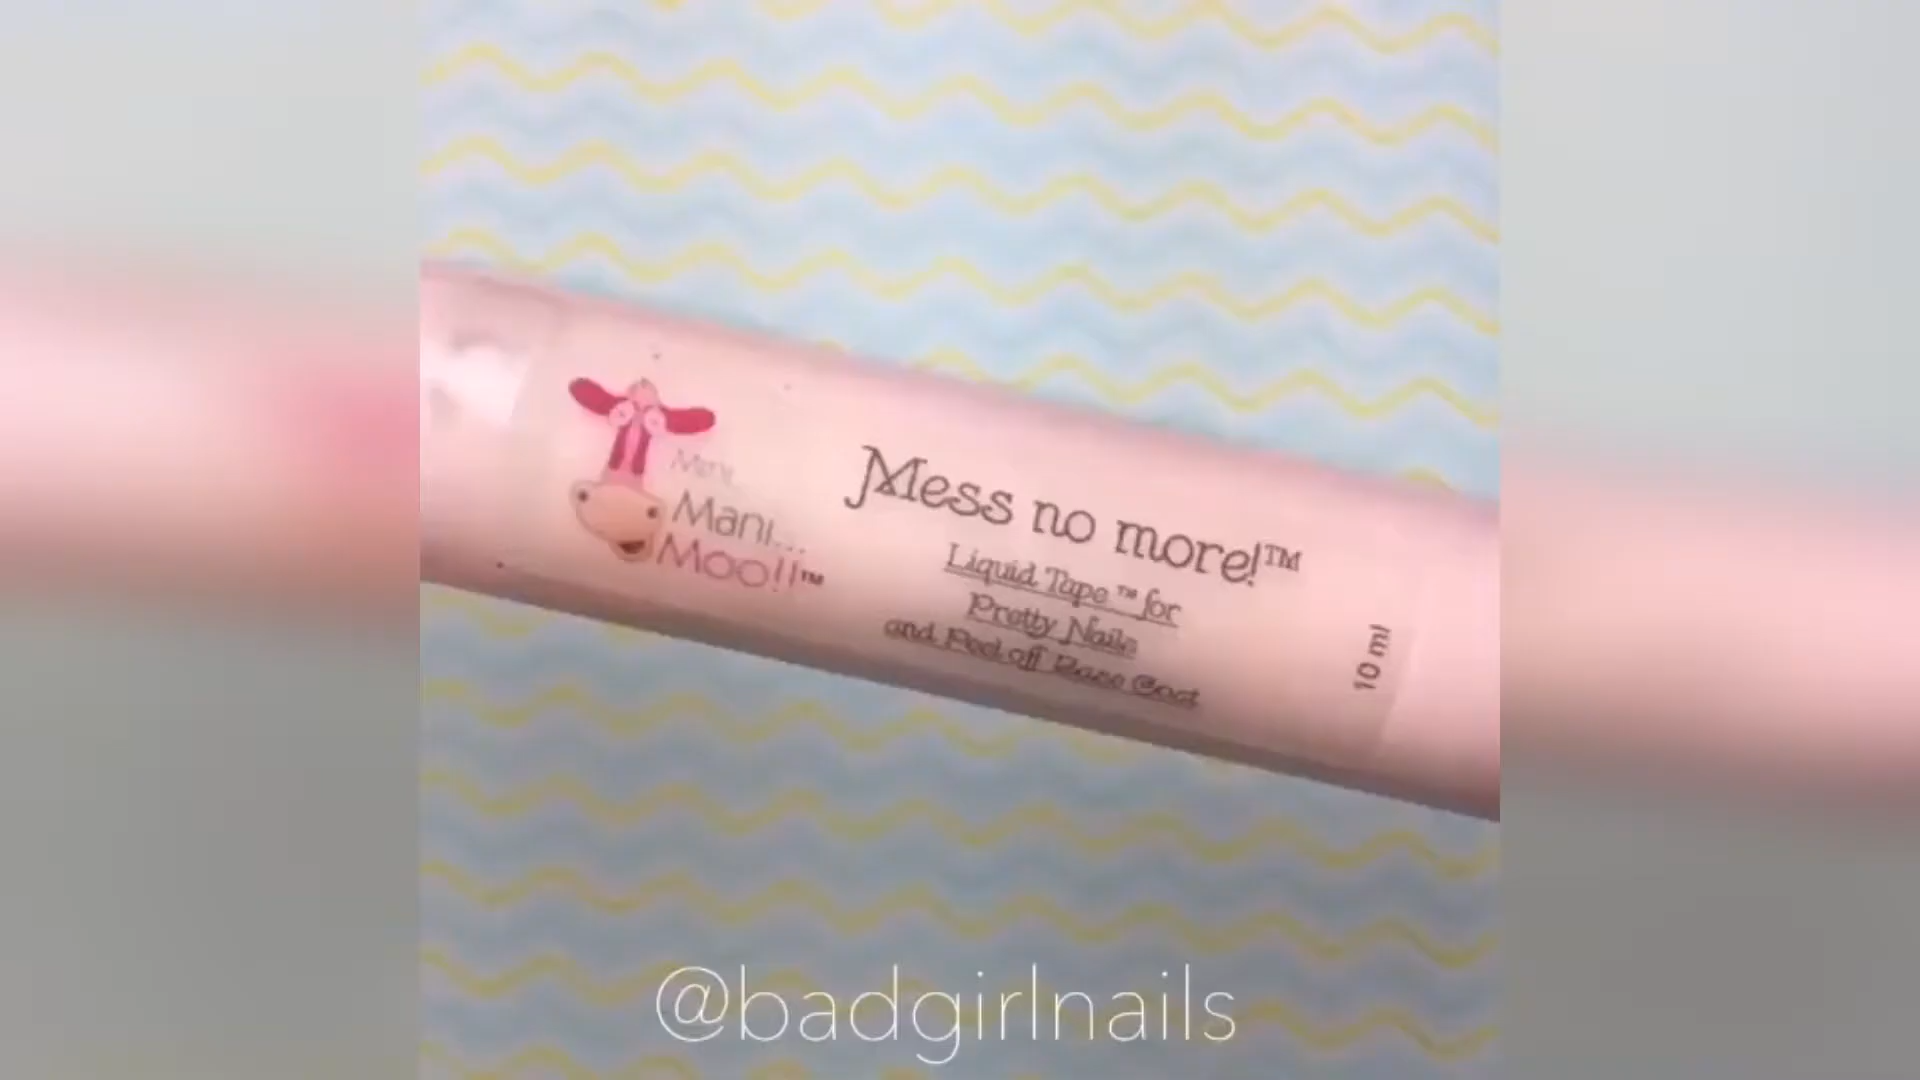 Mini
Mani...
Moo!!™
Mess no more!™
Liquid Tape™ for
Pretty Nails
and Peel off Base Coat
10 ml
@badgirlnails